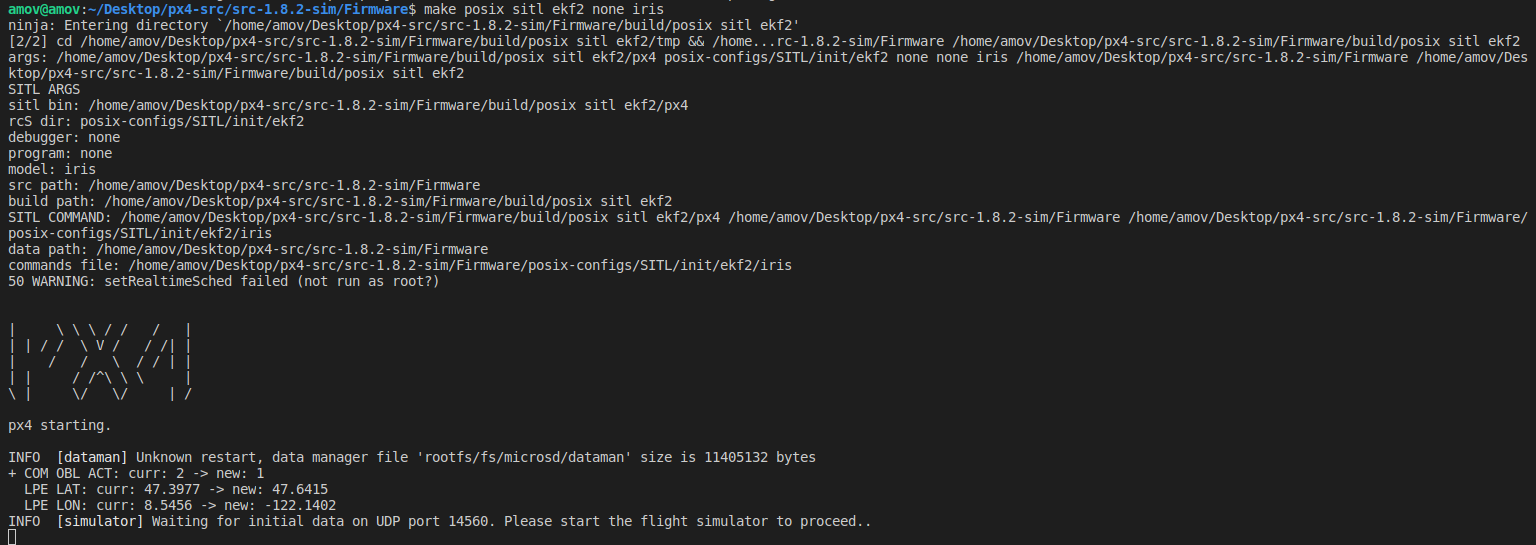 amov@amov:~/Desktop/px4-src/src-1.8.2-sim/Firmware$ make posix sitl ekf2 none iris
ninja: Entering directory `/home/amov/Desktop/px4-src/src-1.8.2-sim/Firmware/build/posix sitl ekf2'
[2/2] cd /home/amov/Desktop/px4-src/src-1.8.2-sim/Firmware/build/posix sitl ekf2/tmp && /home...rc-1.8.2-sim/Firmware /home/amov/Desktop/px4-src/src-1.8.2-sim/Firmware/build/posix sitl ekf2
args: /home/amov/Desktop/px4-src/src-1.8.2-sim/Firmware/build/posix sitl ekf2/px4 posix-configs/SITL/init/ekf2 none none iris /home/amov/Desktop/px4-src/src-1.8.2-sim/Firmware /home/amov/Des
ktop/px4-src/src-1.8.2-sim/Firmware/build/posix sitl ekf2
SITL ARGS
sitl bin: /home/amov/Desktop/px4-src/src-1.8.2-sim/Firmware/build/posix sitl ekf2/px4
rcS dir: posix-configs/SITL/init/ekf2
debugger: none
program: none
model: iris
src path: /home/amov/Desktop/px4-src/src-1.8.2-sim/Firmware
build path: /home/amov/Desktop/px4-src/src-1.8.2-sim/Firmware/build/posix sitl ekf2
SITL COMMAND: /home/amov/Desktop/px4-src/src-1.8.2-sim/Firmware/build/posix sitl ekf2/px4 /home/amov/Desktop/px4-src/src-1.8.2-sim/Firmware /home/amov/Desktop/px4-src/src-1.8.2-sim/Firmware/
posix-configs/SITL/init/ekf2/iris
data path: /home/amov/Desktop/px4-src/src-1.8.2-sim/Firmware
commands file: /home/amov/Desktop/px4-src/src-1.8.2-sim/Firmware/posix-configs/SITL/init/ekf2/iris
50 WARNING: setRealtimeSched failed (not run as root?)
|     \ \ \ / /   /   |
| | / /  \ V /   / /| |
|    /   /   \  / / | |
| |     / /^\ \ \     |
\ |     \/   \/     | /
px4 starting.
INFO  [dataman] Unknown restart, data manager file 'rootfs/fs/microsd/dataman' size is 11405132 bytes
+ COM OBL ACT: curr: 2 -> new: 1
  LPE LAT: curr: 47.3977 -> new: 47.6415
  LPE LON: curr: 8.5456 -> new: -122.1402
INFO  [simulator] Waiting for initial data on UDP port 14560. Please start the flight simulator to proceed..